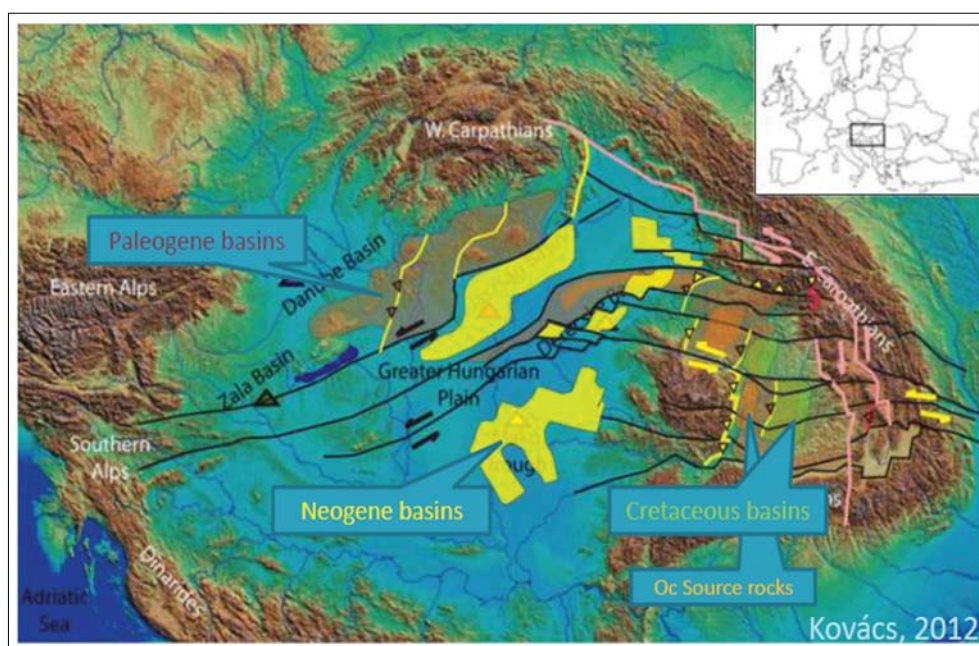 W. Carpathians
Paleogene basins
Danube Basin
Eastern Alps
E. Carpathians
Zala Basin
Greater Hungarian
Plain
Southern
Alps
Neogene basins
Cretaceous basins
Oc Source rocks
Dinarides
Adriatic
Sea
Kovács, 2012